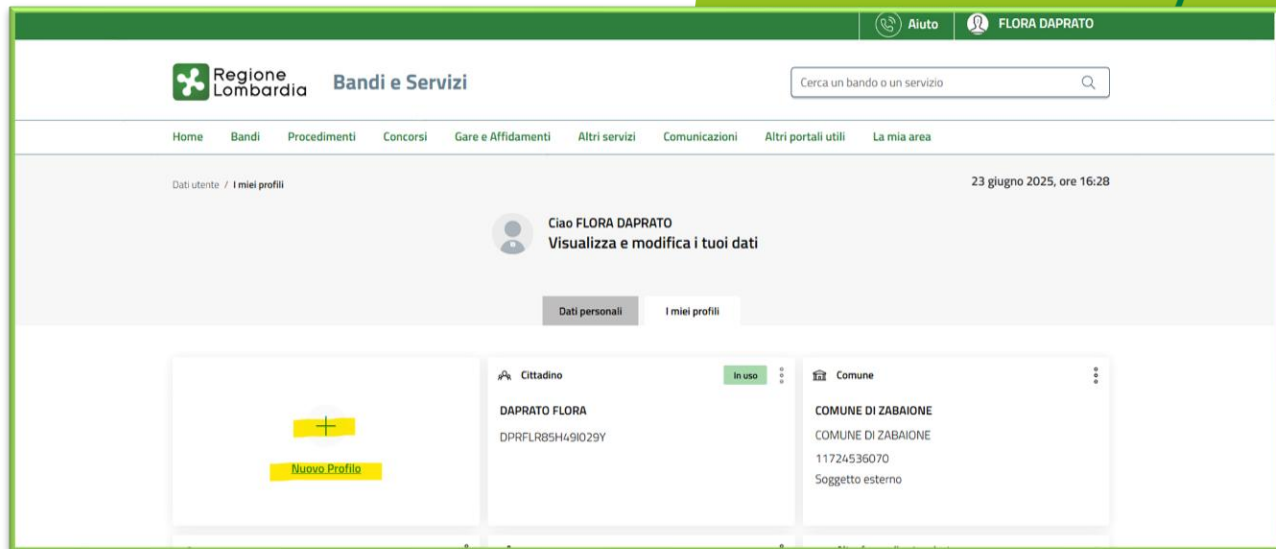 Aiuto
FLORA DAPRATO
Regione
Lombardia
Bandi e Servizi
Cerca un bando o un servizio
Home Bandi Procedimenti Concorsi Gare e Affidamenti Altri servizi Comunicazioni Altri portali utili La mia area
Dati utente / I miei profili
23 giugno 2025, ore 16:28
Ciao FLORA DAPRATO
Visualizza e modifica i tuoi dati
Dati personali I miei profili
Nuovo Profilo
Cittadino In uso
DAPRATO FLORA
DPRFLR85H49I029Y
Comune
COMUNE DI ZABAIONE
COMUNE DI ZABAIONE
11724536070
Soggetto esterno